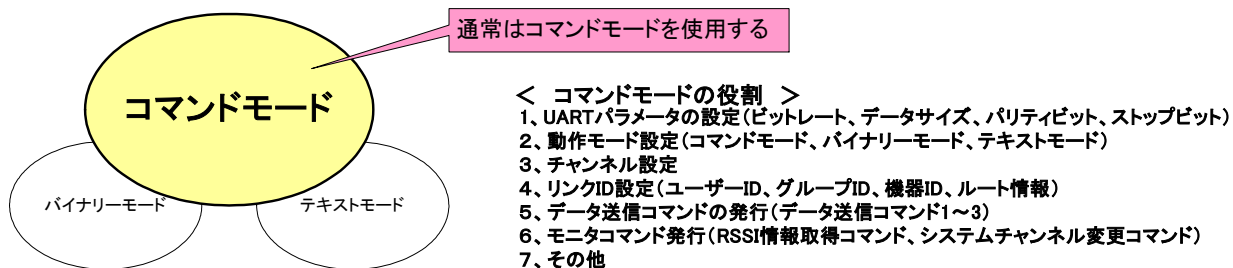 通常はコマンドモードを使用する
コマンドモード
バイナリーモード
テキストモード
＜ コマンドモードの役割 ＞
1、UARTパラメータの設定(ビットレート、データサイズ、パリティビット、ストップビット)
2、動作モード設定(コマンドモード、バイナリーモード、テキストモード)
3、チャンネル設定
4、リンクID設定(ユーザーID、グループID、機器ID、ルート情報)
5、データ送信コマンドの発行(データ送信コマンド1～3)
6、モニタコマンド発行(RSSI情報取得コマンド、システムチャンネル変更コマンド)
7、その他